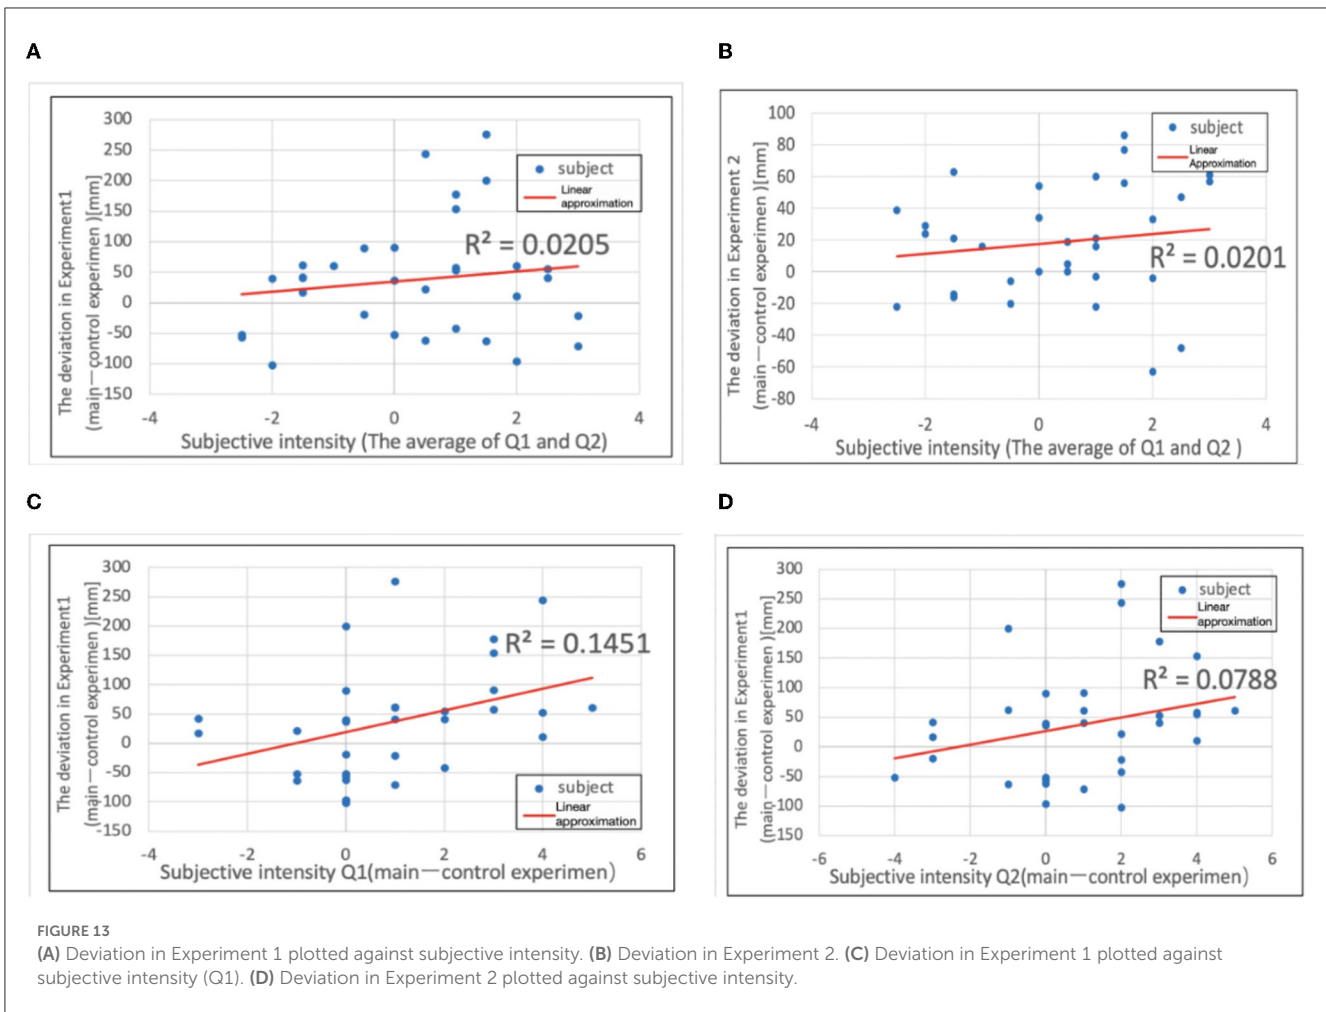 A
300
250
200
150
100
50
0
-50
-100
150
-4
-2
0
2
4
The deviation in Experiment1
(main—control experimen )[mm]
Subjective intensity (The average of Q1 and Q2)
subject
Linear
approximation
R² = 0.0205
B
100
80
60
40
20
0
-20
-40
-60
-80
-4
-2
0
2
4
The deviation in Experiment 2
(main—control experimen )[mm]
Subjective intensity (The average of Q1 and Q2 )
subject
Linear
Approximation
R² = 0.0201
C
300
250
200
150
100
50
0
-50
-100
-150
-4
-2
0
2
4
6
The deviation in Experiment1
(main—control experimen )[mm]
Subjective intensity Q1(main—control experimen)
R² = 0.1451
subject
Linear
approximation
D
300
250
200
150
100
50
0
-50
-100
150
-6
-4
-2
0
2
4
6
The deviation in Experiment1
(main—control experimen )[mm]
Subjective intensity Q2(main—control experimen)
subject
Linear
approximation
R² = 0.0788
FIGURE 13
(A) Deviation in Experiment 1 plotted against subjective intensity. (B) Deviation in Experiment 2. (C) Deviation in Experiment 1 plotted against
subjective intensity (Q1). (D) Deviation in Experiment 2 plotted against subjective intensity.